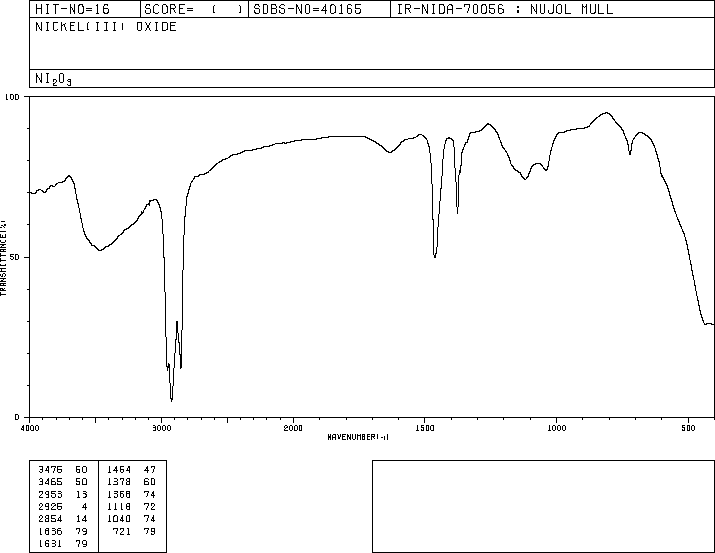 HIT-NO=16 SCORE= ( ) SDBS-NO=40165 IR-NIDA-70056 : NUJOL MULL
NICKEL(III) OXIDE
NI2O3
100
50
0
TRANSMITTANCE(%)
4000 3000 2000 1500 1000 500
WAVENUMBER(-1)
3475 60 1464 47
3465 50 1378 60
2953 13 1368 74
2925 4 1118 72
2854 14 1040 74
1636 79 721 79
1631 79